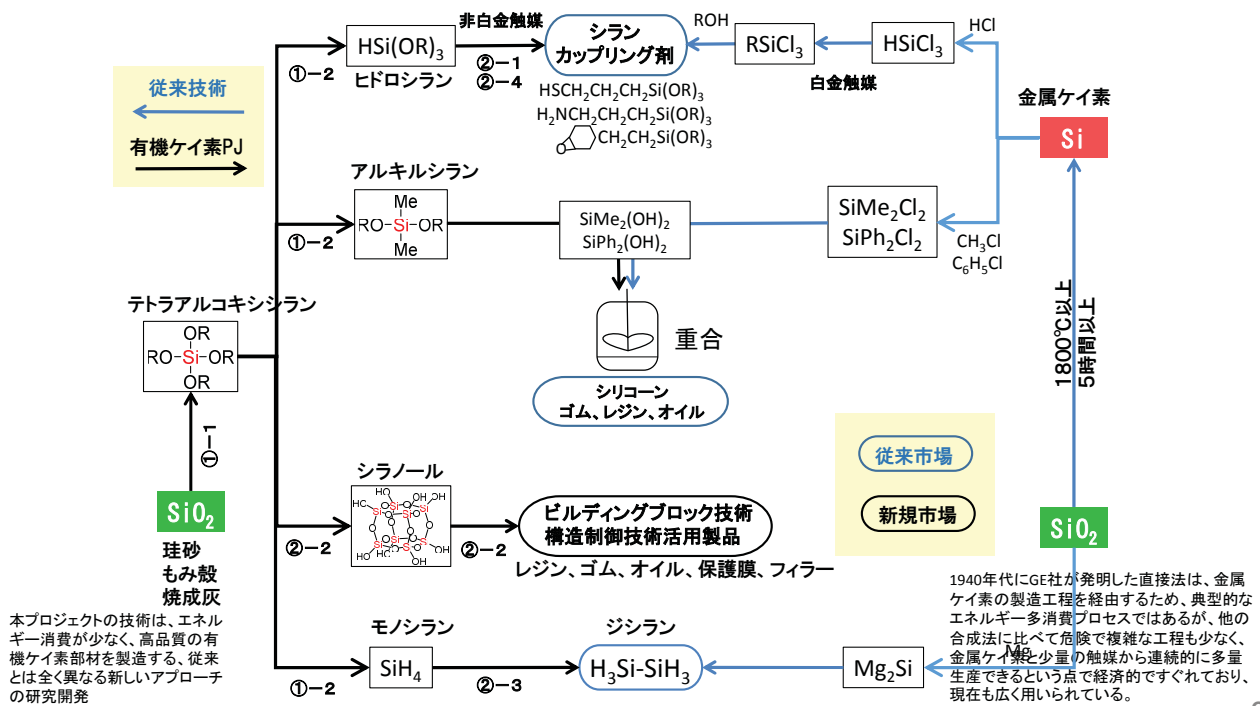 従来技術
有機ケイ素PJ
①-2
HSi(OR)3
ヒドロシラン
非白金触媒
②-1
②-4
シラン
カップリング剤
HSCH2CH2CH2Si(OR)3
H2NCH2CH2CH2Si(OR)3
O
CH2CH2Si(OR)3
ROH
RSiCl3
白金触媒
HSiCl3
HCl
金属ケイ素
Si
アルキルシラン
①-2
Me
RO-Si-OR
Me
SiMe2(OH)2
SiPh2(OH)2
SiMe2Cl2
SiPh2Cl2
CH3Cl
C6H5Cl
重合
シリコーン
ゴム、レジン、オイル
1800℃以上
5時間以上
テトラアルコキシシラン
OR
RO-Si-OR
OR
①-1
SiO2
珪砂
もみ殻
焼成灰
本プロジェクトの技術は、エネル
ギー消費が少なく、高品質の有
機ケイ素部材を製造する、従来
とは全く異なる新しいアプローチ
の研究開発
従来市場
新規市場
シラノール
②-2
②-2
ビルディングブロック技術
構造制御技術活用製品
レジン、ゴム、オイル、保護膜、フィラー
SiO2
1940年代にGE社が発明した直接法は、金属
ケイ素の製造工程を経由するため、典型的な
エネルギー多消費プロセスではあるが、他の
合成法に比べて危険で複雑な工程も少なく、
金属ケイ素と少量の触媒から連続的に多量
生産できるという点で経済的ですぐれており、
現在も広く用いられている。
Mg
モノシラン
①-2
SiH4
②-3
ジシラン
H3Si-SiH3
Mg2Si